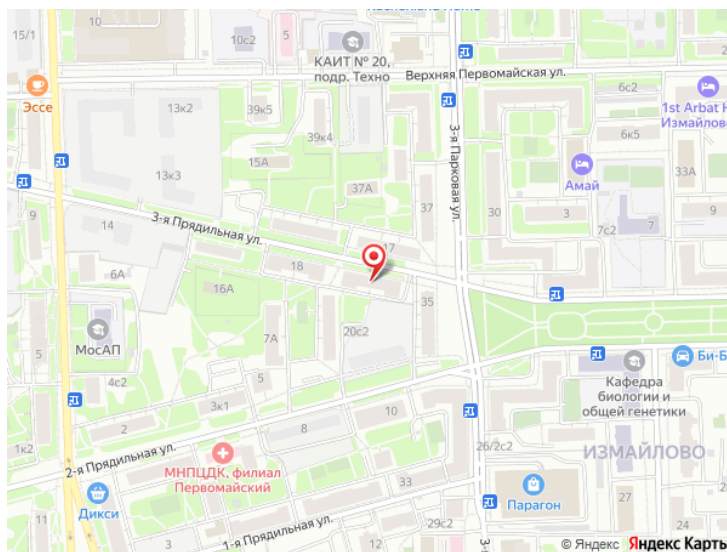 15/1
10с2
5
КАИТ № 20,
подр. Техно
Верхняя Первомайская ул.
6с2
1st Arbat H
Измайлово
Эссе
13к2
39к5
39к4
3-я Парковая ул.
6к5
15А
13к3
37А
Амай
33А
37
30
3
7
9
9
14
3-я Прядильная ул.
17
7с2
6А
18
16А
35
7А
20с2
МосАП
5
4с2
5
Би-Б
Кафедра
биологии и
общей генетики
3к1
2
10
8
1к2
2-я Прядильная ул.
26/2с2
ИЗМАЙЛОВО
МНПЦДК, филиал
Первомайский
33
Парагон
27
Дикси
11
1-я Прядильная ул.
29с2
24
3-я
© Яндекс Яндекс Карты